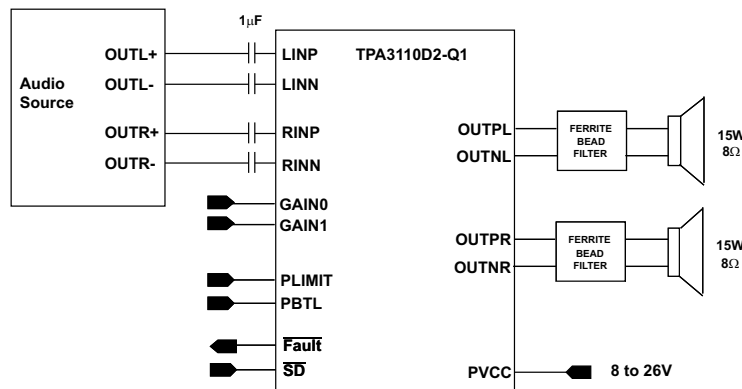 1μF
Audio
Source
OUTL+
OUTL-
OUTR+
OUTR-
TPA3110D2-Q1
LINP
LINN
RINP
RINN
GAIN0
GAIN1
PLIMIT
PBTL
Fault
SD
OUTPL
OUTNL
FERRITE
BEAD
FILTER
15W
8Ω
OUTPR
OUTNR
FERRITE
BEAD
FILTER
15W
8Ω
PVCC
8 to 26V